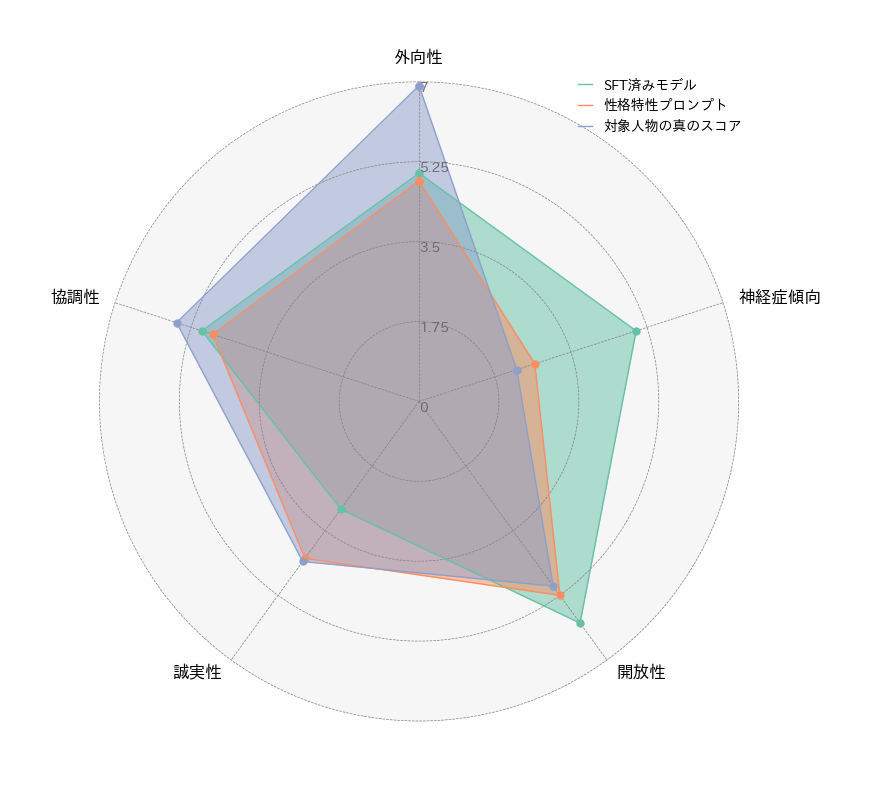 外向性
SFT済みモデル
性格特性プロンプト
対象人物の真のスコア
7
5.25
3.5
1.75
0
協調性
神経症傾向
誠実性
開放性